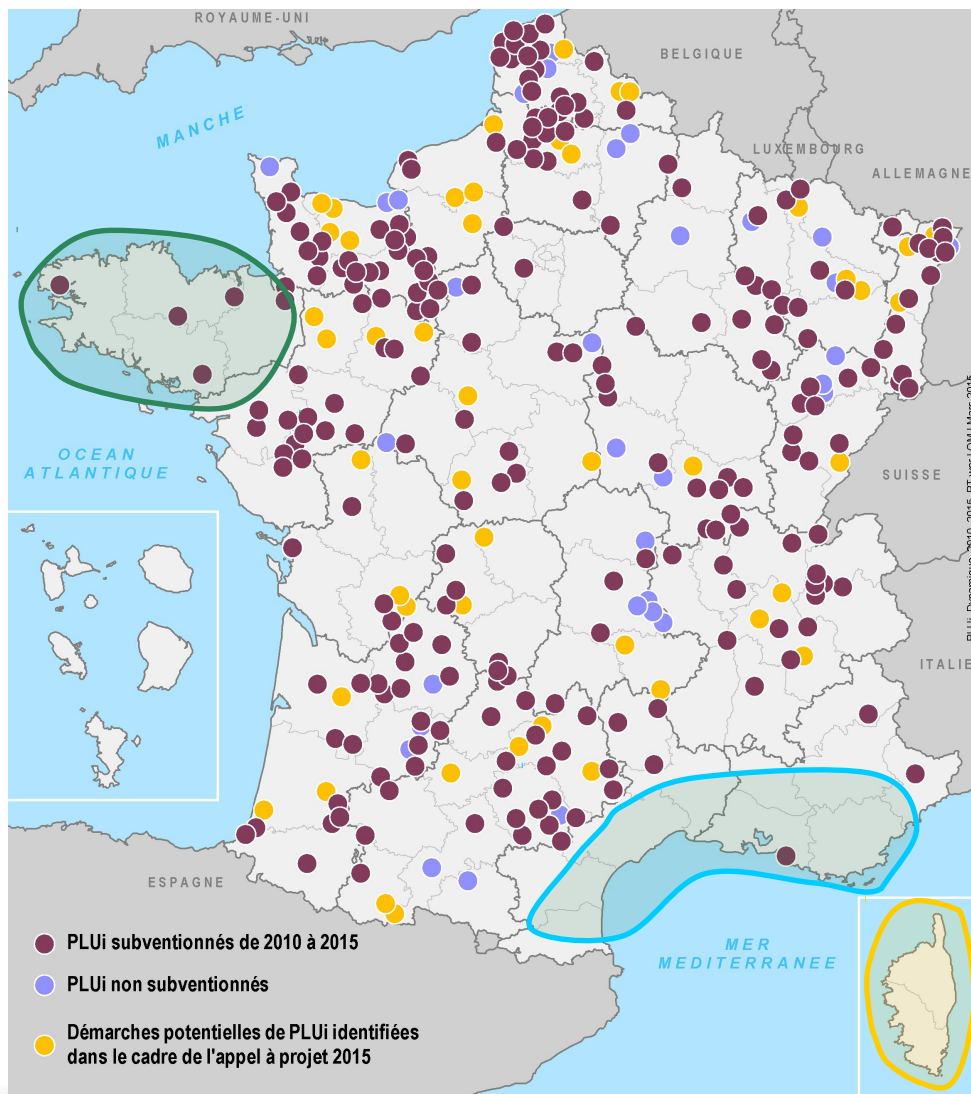 ROYAUME-UNI
BELGIQUE
MANCHE
LUXEMBOURG
ALLEMAGNE
OCEAN
ATLANTIQUE
SUISSE
ITALIE
ESPAGNE
MER
MEDITERRANEE
PLUi subventionnés de 2010 à 2015
PLUi non subventionnés
Démarches potentielles de PLUi identifiées
dans le cadre de l'appel à projet 2015